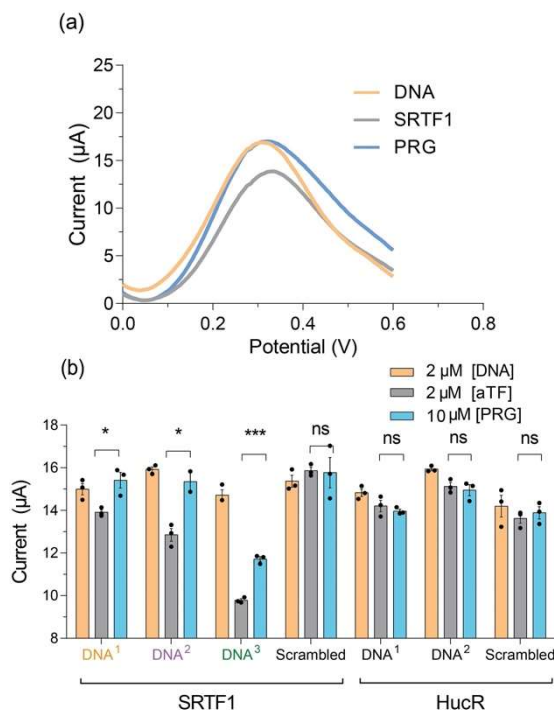 (a)
25
20
15
10
5
0
Current (µA)
DNA
SRTF1
PRG
0.0 0.2 0.4 0.6 0.8
Potential (V)
(b)
2 µM [DNA]
2 µM [aTF]
10 µM [PRG]
18
16
14
12
10
8
Current (µA)
* * *** ns ns ns ns
DNA¹ DNA² DNA³ Scrambled DNA¹ DNA² Scrambled
SRTF1 HucR